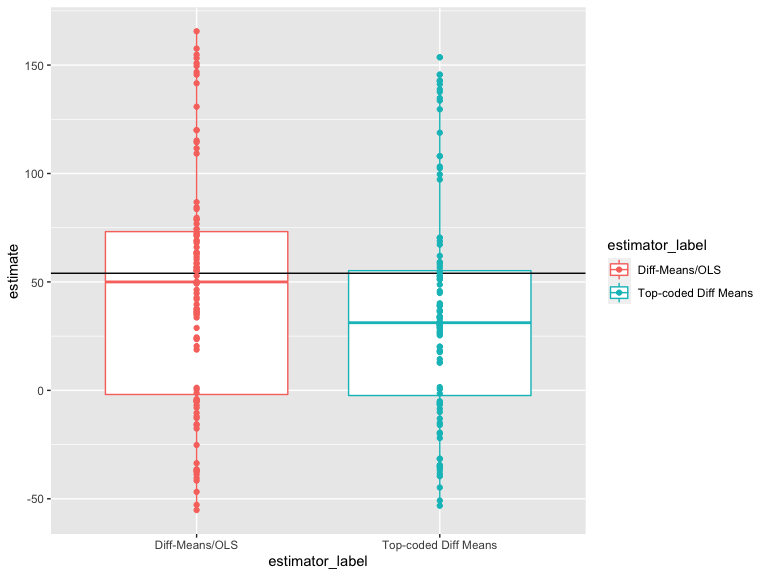 150
100
50
0
-50
estimate
Diff-Means/OLS
Top-coded Diff Means
estimator_label
estimator_label
Diff-Means/OLS
Top-coded Diff Means